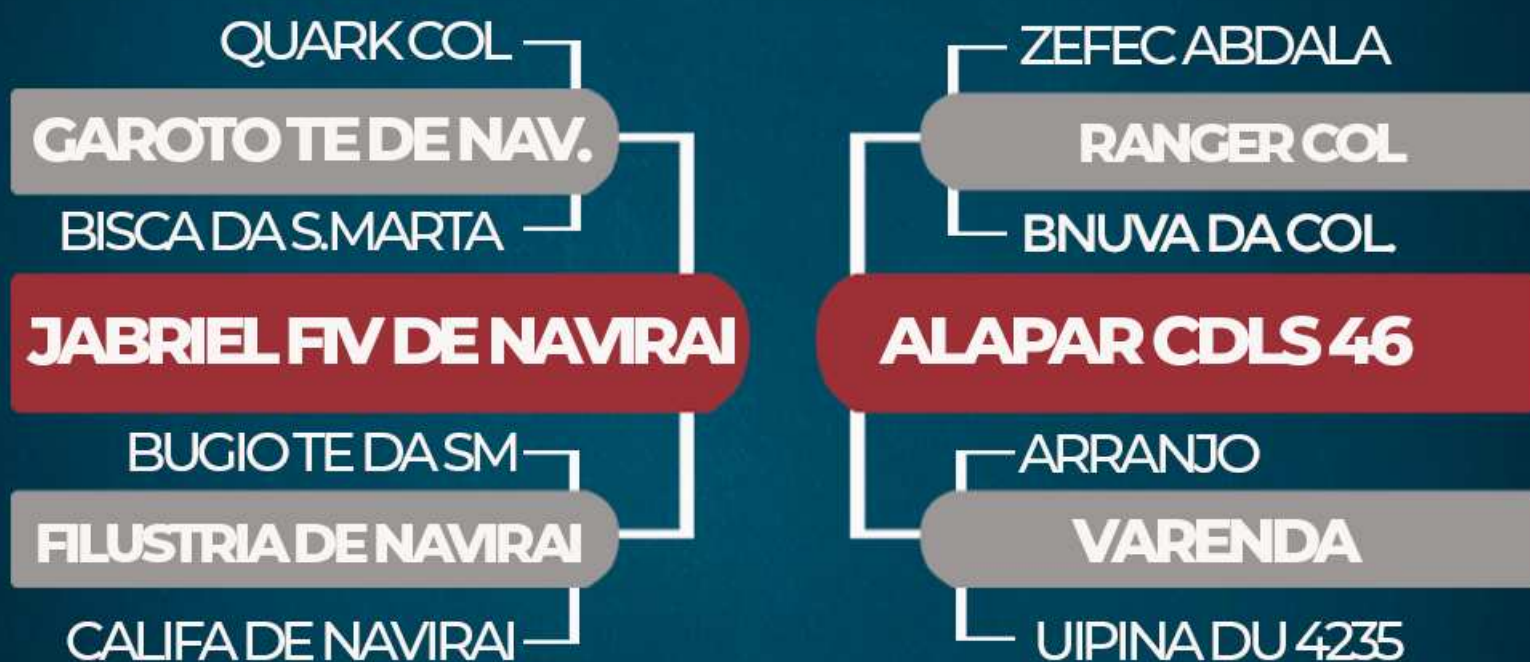 QUARK COL
GAROTO TE DE NAV.
BISCA DA S.MARTA
JABRIEL FIV DE NAVIRAI
BUGIO TE DA SM
FILUSTRIA DE NAVIRAI
CALIFA DE NAVIRAI
ZEFEC ABDALA
RANGER COL
BNUVA DA COL.
ALAPAR CDLS 46
ARRANJO
VARENDA
UIPINA DU 4235